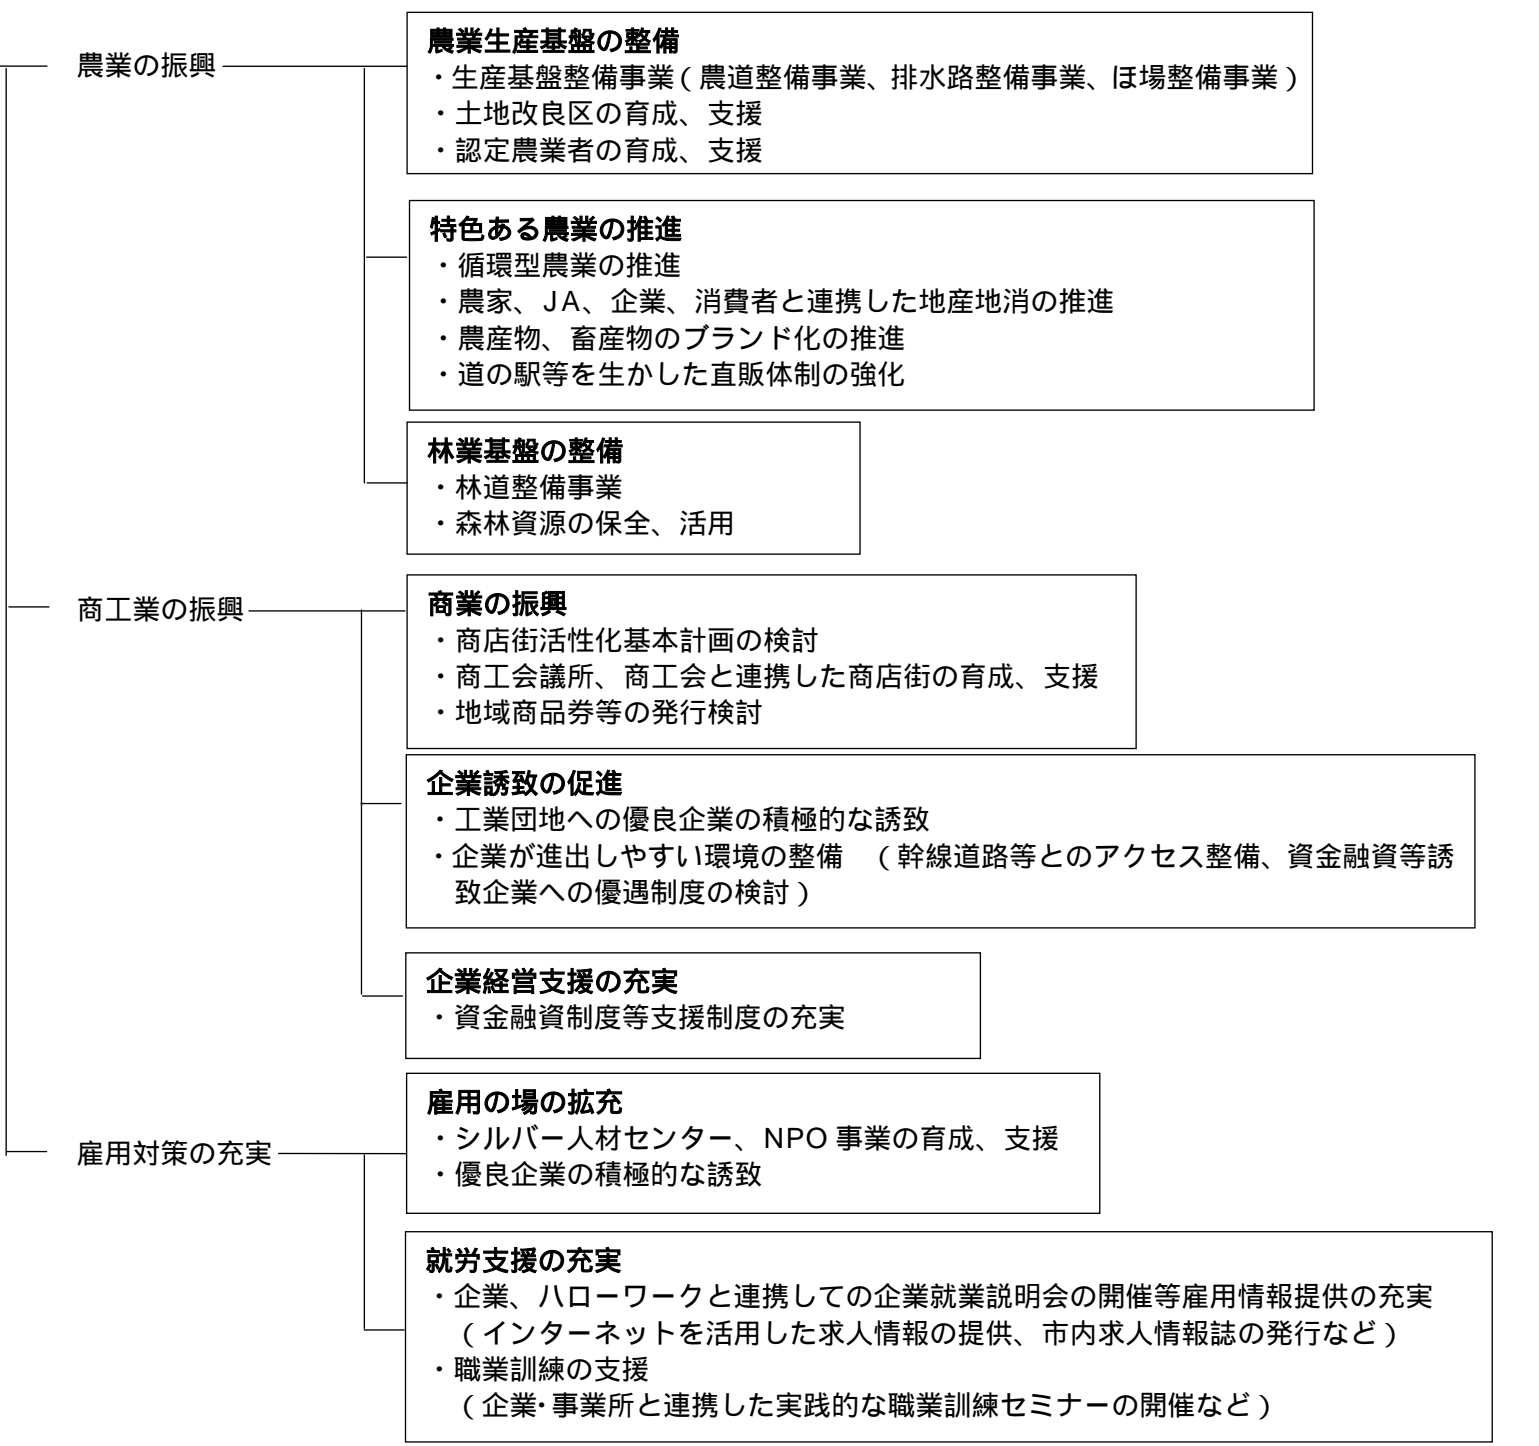 農業の振興
農業生産基盤の整備
・生産基盤整備事業(農道整備事業、排水路整備事業、ほ場整備事業)
・土地改良区の育成、支援
・認定農業者の育成、支援
特色ある農業の推進
・循環型農業の推進
・農家、JA、企業、消費者と連携した地産地消の推進
・農産物、畜産物のブランド化の推進
・道の駅等を生かした直販体制の強化
林業基盤の整備
・林道整備事業
・森林資源の保全、活用
商工業の振興
商業の振興
・商店街活性化基本計画の検討
・商工会議所、商工会と連携した商店街の育成、支援
・地域商品券等の発行検討
企業誘致の促進
・工業団地への優良企業の積極的な誘致
・企業が進出しやすい環境の整備 (幹線道路等とのアクセス整備、資金融資等誘
致企業への優遇制度の検討)
企業経営支援の充実
・資金融資制度等支援制度の充実
雇用対策の充実
雇用の場の拡充
・シルバー人材センター、NPO 事業の育成、支援
・優良企業の積極的な誘致
就労支援の充実
・企業、ハローワークと連携しての企業就業説明会の開催等雇用情報提供の充実
(インターネットを活用した求人情報の提供、市内求人情報誌の発行など)
・職業訓練の支援
(企業・事業所と連携した実践的な職業訓練セミナーの開催など)